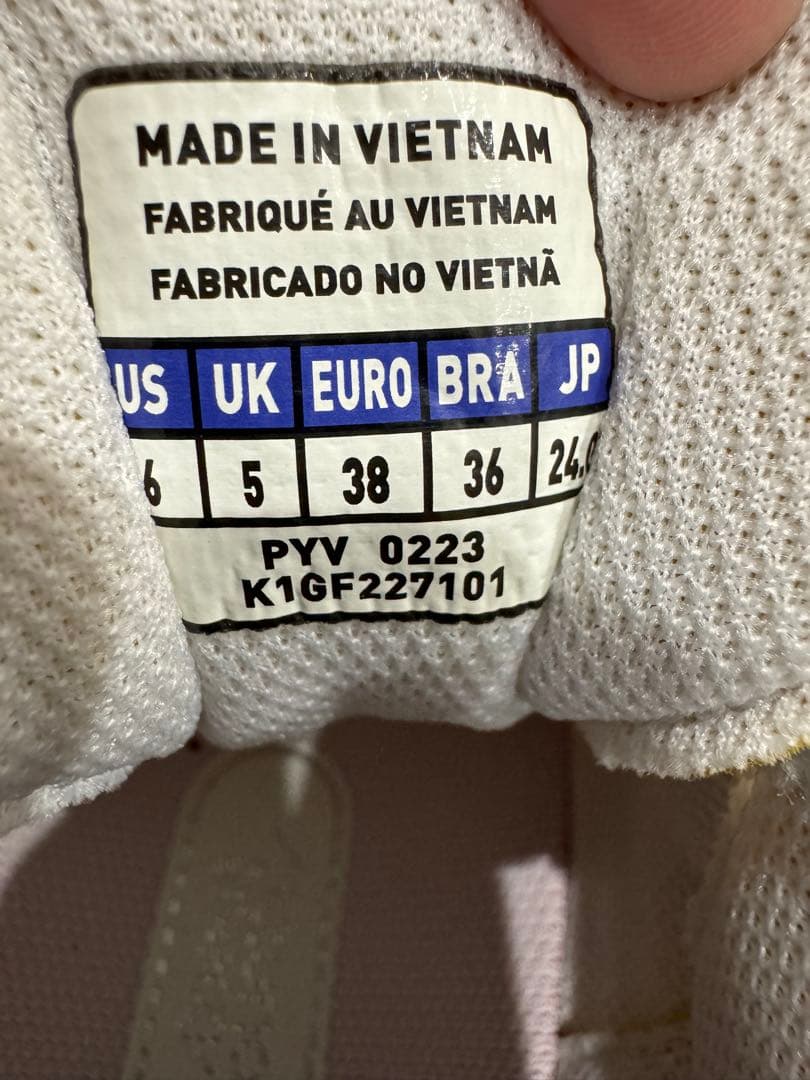 MADE IN VIETNAM
FABRIQUÉ AU VIETNAM
FABRICADO NO VIETNÃ
US UK EURO BRA JP
6 5 38 36 24.0
PYV 0223
K1GF227101